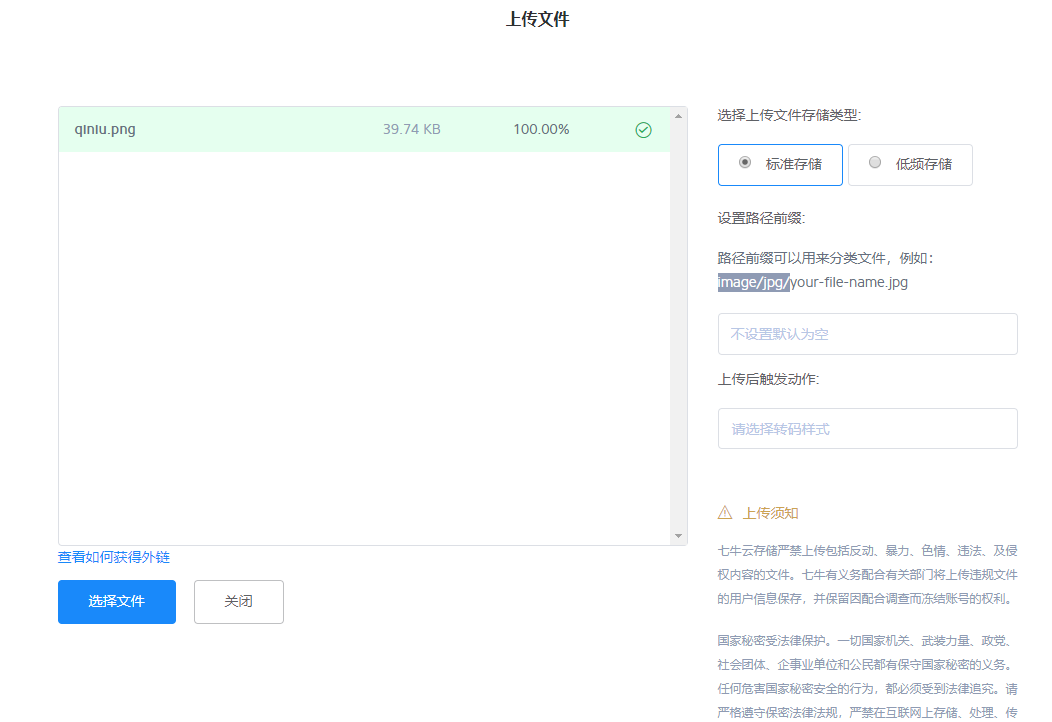 上传文件
qiniu.png 39.74 KB 100.00%
查看如何获得外链
选择文件 关闭
选择上传文件存储类型:
标准存储 低频存储
设置路径前缀:
路径前缀可以用来分类文件，例如：
image/jpg/your-file-name.jpg
不设置默认为空
上传后触发动作:
请选择转码样式
上传须知
七牛云存储严禁上传包括反动、暴力、色情、违法、及侵
权内容的文件。七牛有义务配合有关部门将上传违规文件
的用户信息保存，并保留因配合调查而冻结账号的权利。
国家秘密受法律保护。一切国家机关、武装力量、政党、
社会团体、企事业单位和公民都有保守国家秘密的义务。
任何危害国家秘密安全的行为，都必须受到法律追究。请
严格遵守保密法律法规，严禁在互联网上存储、处理、传